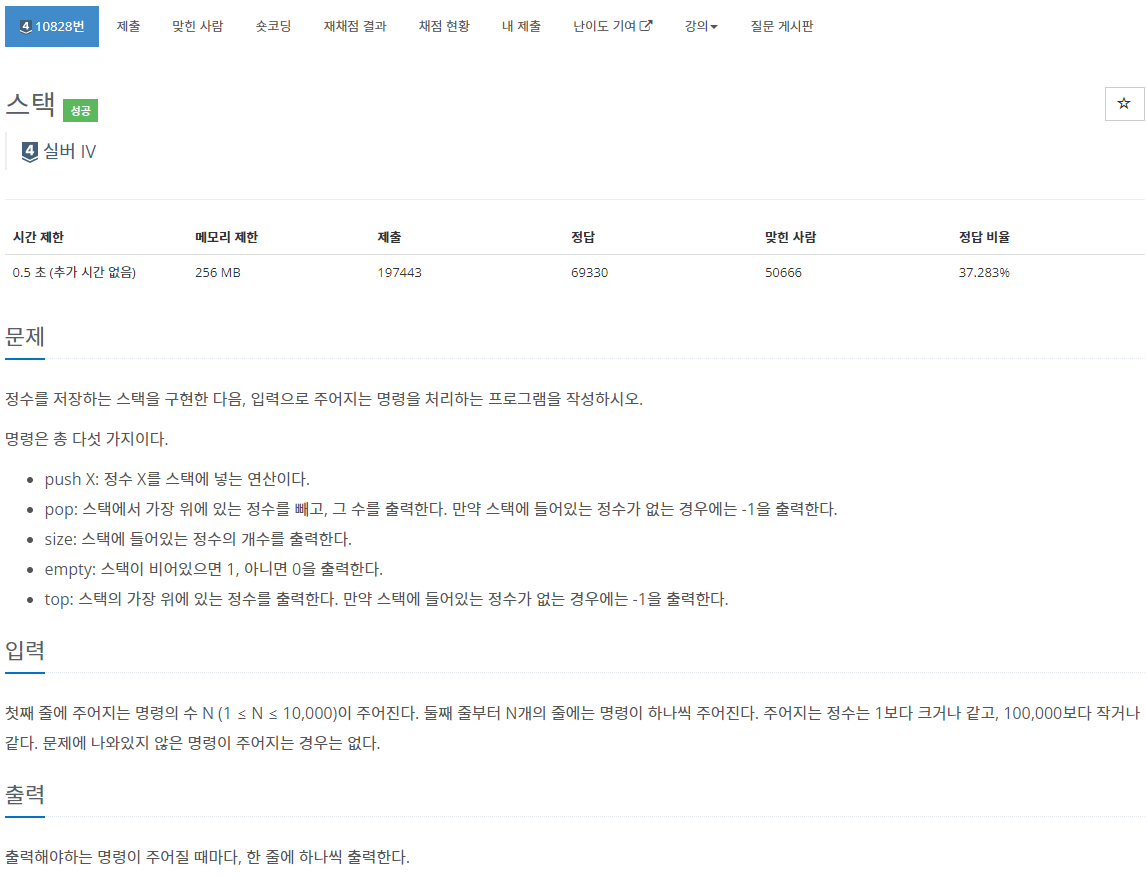 4 10828번 제출 맞힌 사람 숏코딩 재채점 결과 채점 현황 내 제출 난이도 기여 강의 질문 게시판
스택 성공
4 실버 IV
시간 제한 메모리 제한 제출 정답 맞힌 사람 정답 비율
0.5 초 (추가 시간 없음) 256 MB 197443 69330 50666 37.283%
문제
정수를 저장하는 스택을 구현한 다음, 입력으로 주어지는 명령을 처리하는 프로그램을 작성하시오.
명령은 총 다섯 가지이다.
push X: 정수 X를 스택에 넣는 연산이다.
pop: 스택에서 가장 위에 있는 정수를 빼고, 그 수를 출력한다. 만약 스택에 들어있는 정수가 없는 경우에는 -1을 출력한다.
size: 스택에 들어있는 정수의 개수를 출력한다.
empty: 스택이 비어있으면 1, 아니면 0을 출력한다.
top: 스택의 가장 위에 있는 정수를 출력한다. 만약 스택에 들어있는 정수가 없는 경우에는 -1을 출력한다.
입력
첫째 줄에 주어지는 명령의 수 N (1 ≤ N ≤ 10,000)이 주어진다. 둘째 줄부터 N개의 줄에는 명령이 하나씩 주어진다. 주어지는 정수는 1보다 크거나 같고, 100,000보다 작거나
같다. 문제에 나와있지 않은 명령이 주어지는 경우는 없다.
출력
출력해야하는 명령이 주어질 때마다, 한 줄에 하나씩 출력한다.